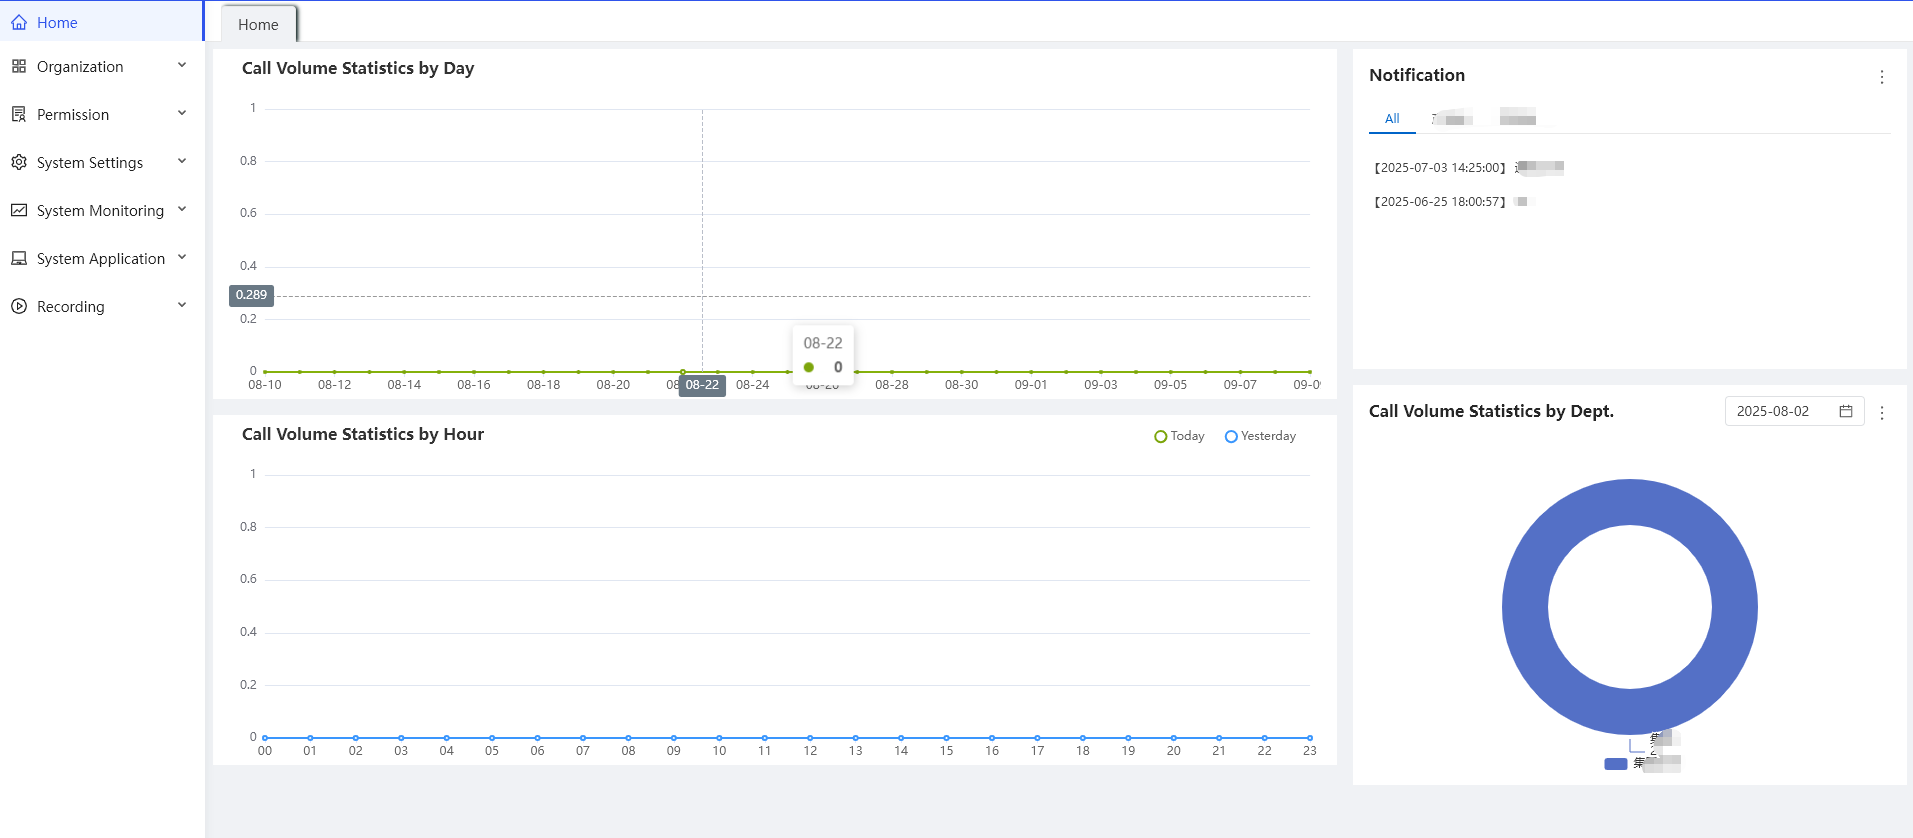 Home
Organization
Permission
System Settings
System Monitoring
System Application
Recording
Home
Call Volume Statistics by Day
1
0.8
0.6
0.4
0.289
0.2
0
08-22
0
08-10 08-12 08-14 08-16 08-18 08-20 08-22 08-24 08-28 08-30 09-01 09-03 09-05 09-07
Call Volume Statistics by Hour
Today Yesterday
1
0.8
0.6
0.4
0.2
0
00 01 02 03 04 05 06 07 08 09 10 11 12 13 14 15 16 17 18 19 20 21 22 23
Notification
All
【2025-07-03 14:25:00】
【2025-06-25 18:00:57】
Call Volume Statistics by Dept.
2025-08-02